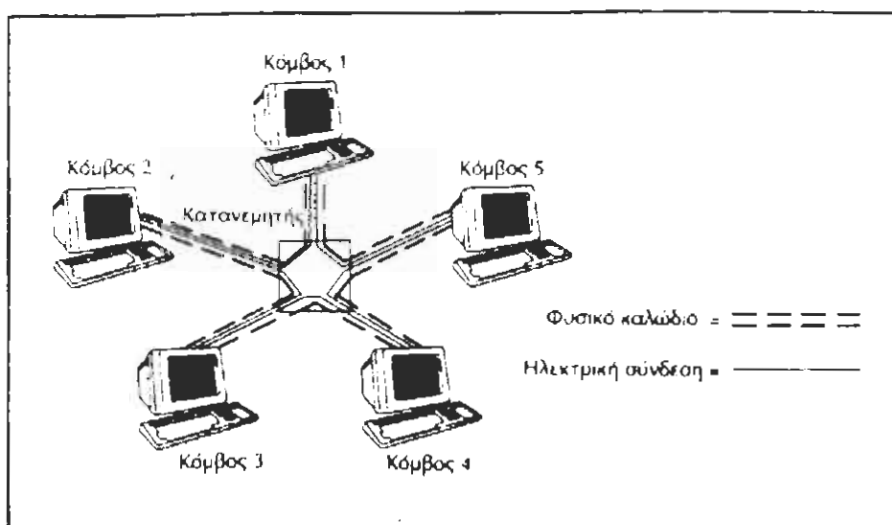 Κόμβος 1
Κόμβος 2
Κόμβος 5
Κατανεμητής
Φυσικό καλώδιο =
Ηλεκτρική σύνδεση =
Κόμβος 3
Κόμβος 4